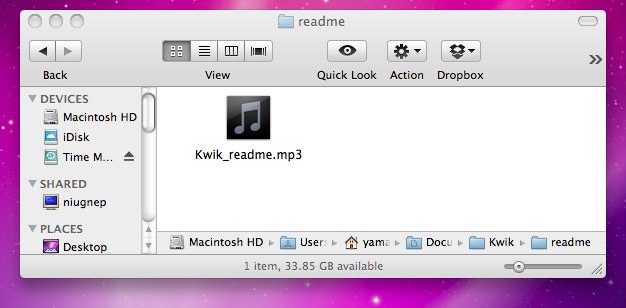 readme
Back
View
Quick Look
Action
Dropbox
DEVICES
Macintosh HD
iDisk
Time M...
SHARED
niugnep
PLACES
Desktop
Kwik_readme.mp3
Macintosh HD Users yama Docu Kwik readme
1 item, 33.85 GB available